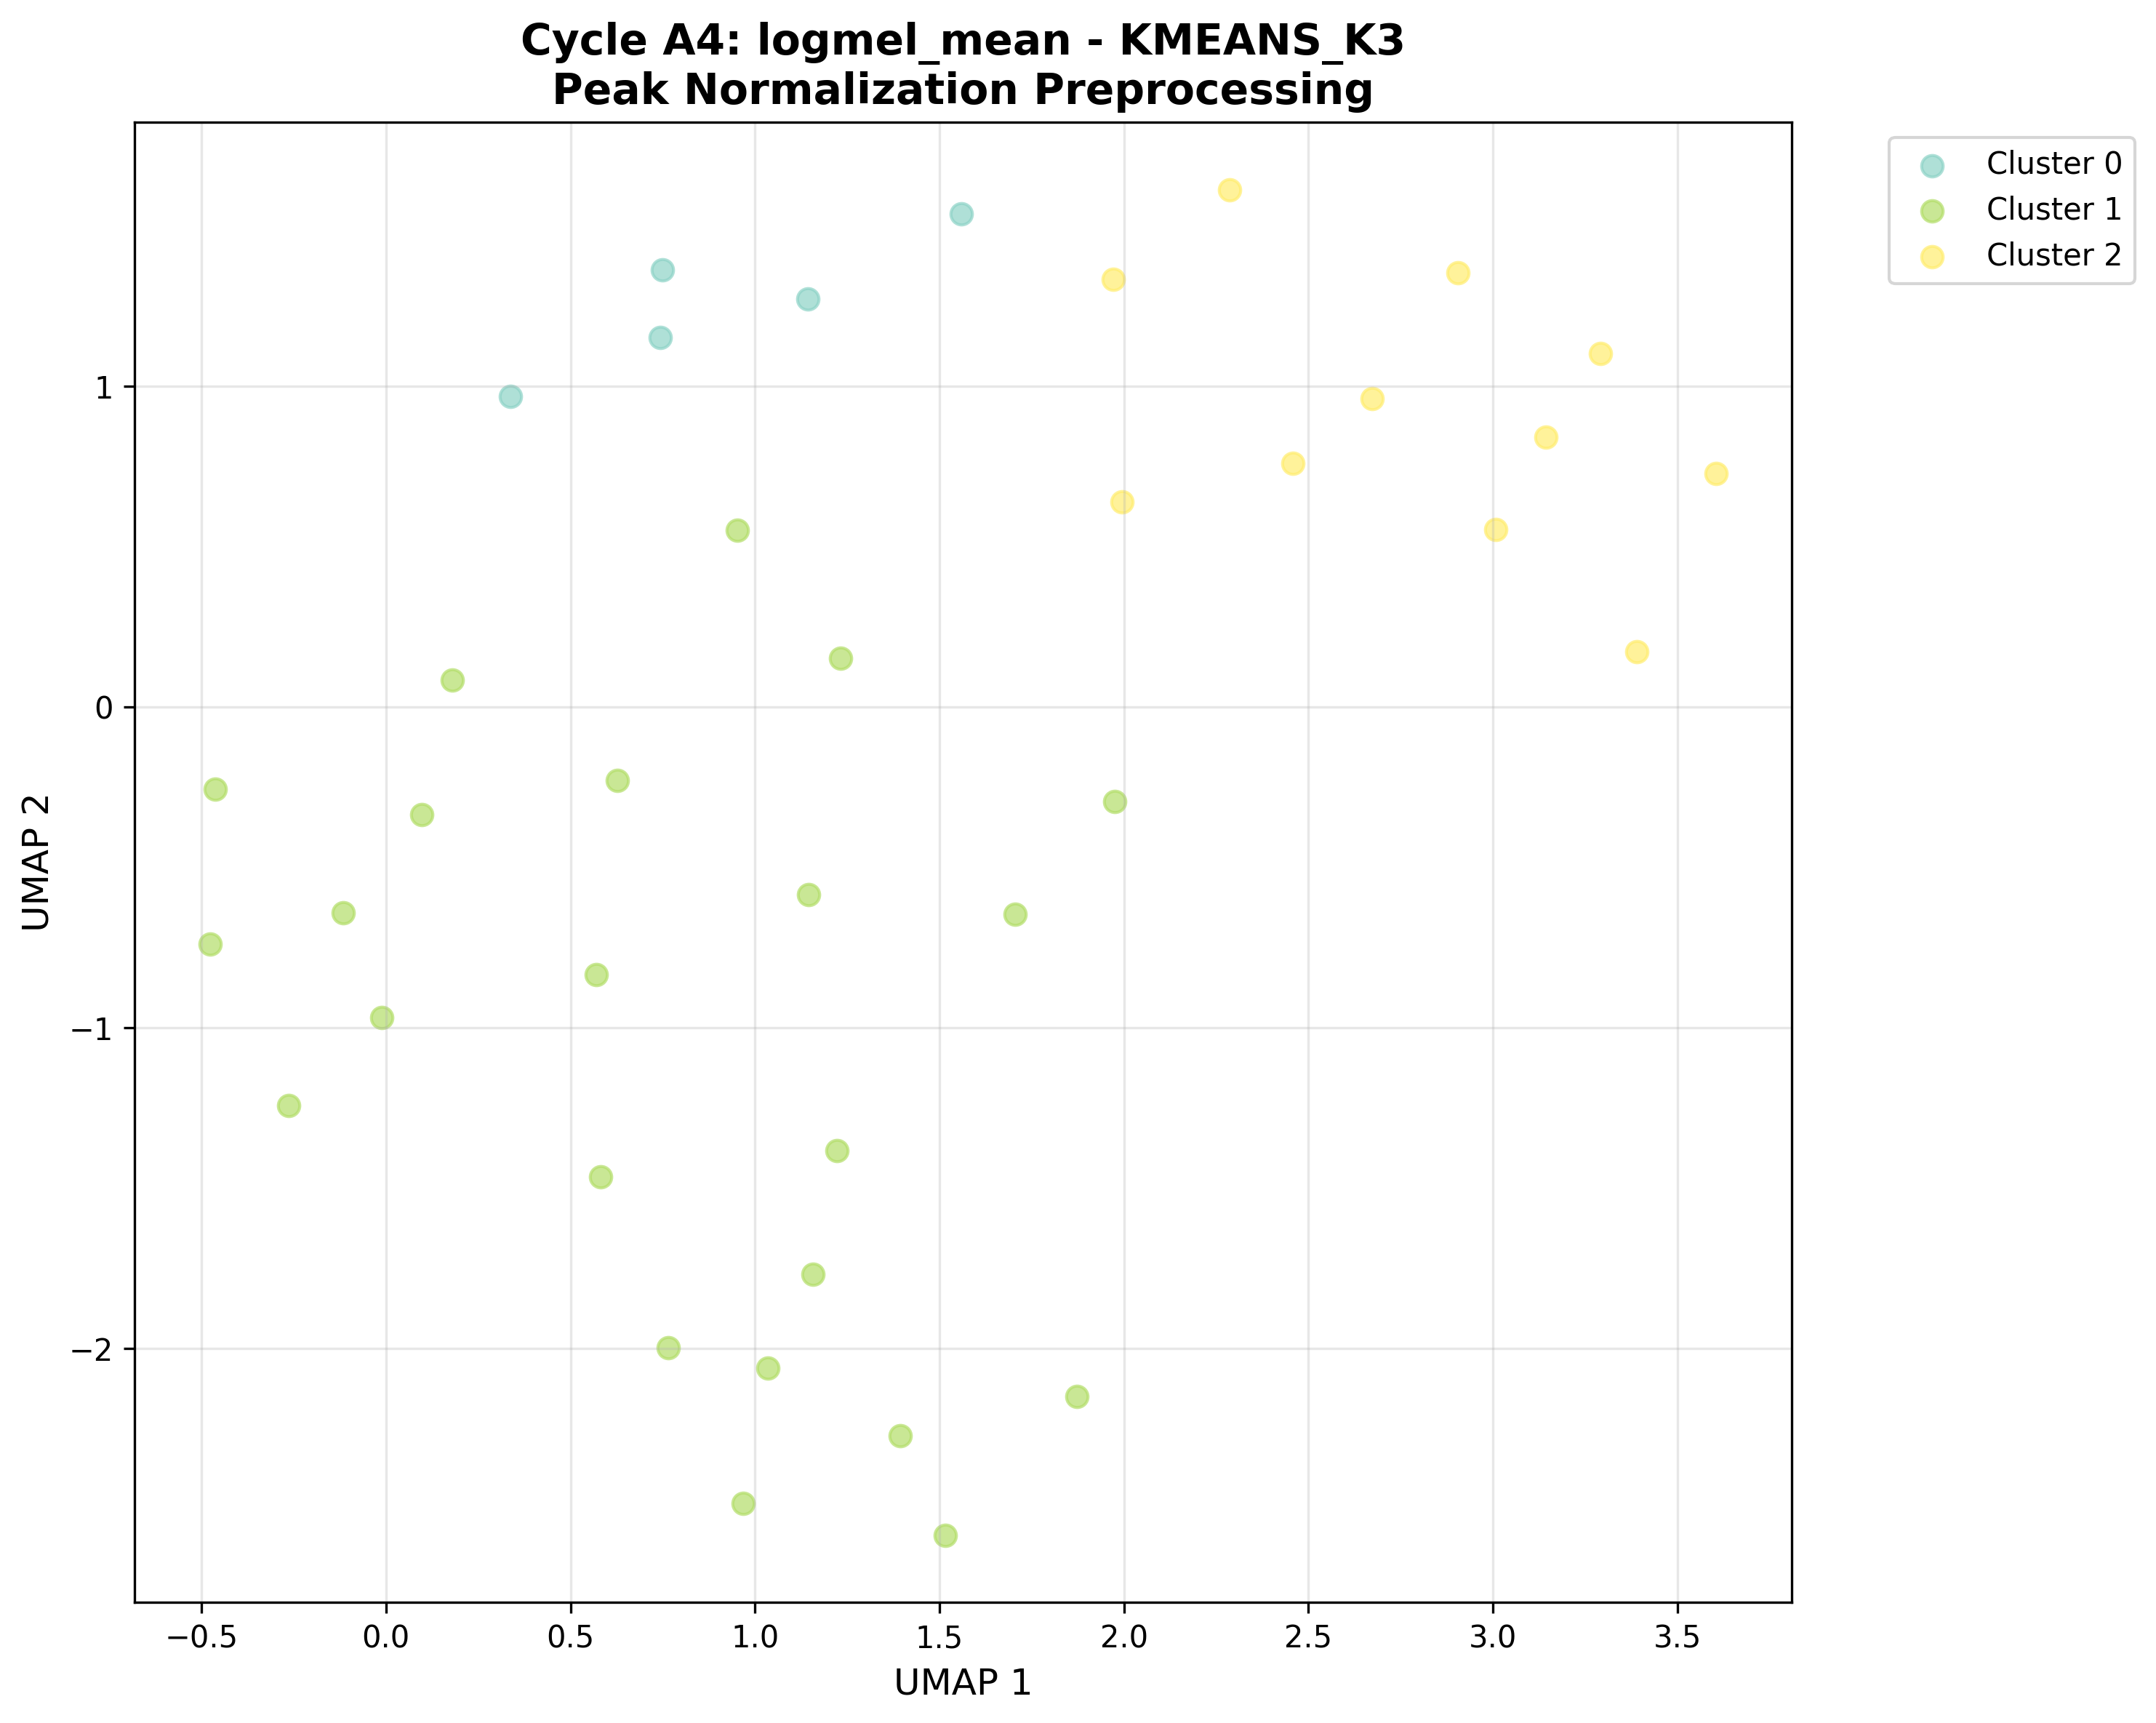 Cycle A4: logmel_mean - KMEANS_K3
Peak Normalization Preprocessing
Cluster 0
Cluster 1
Cluster 2
1
0
−1
−2
UMAP 2
−0.5 0.0 0.5 1.0 1.5 2.0 2.5 3.0 3.5
UMAP 1